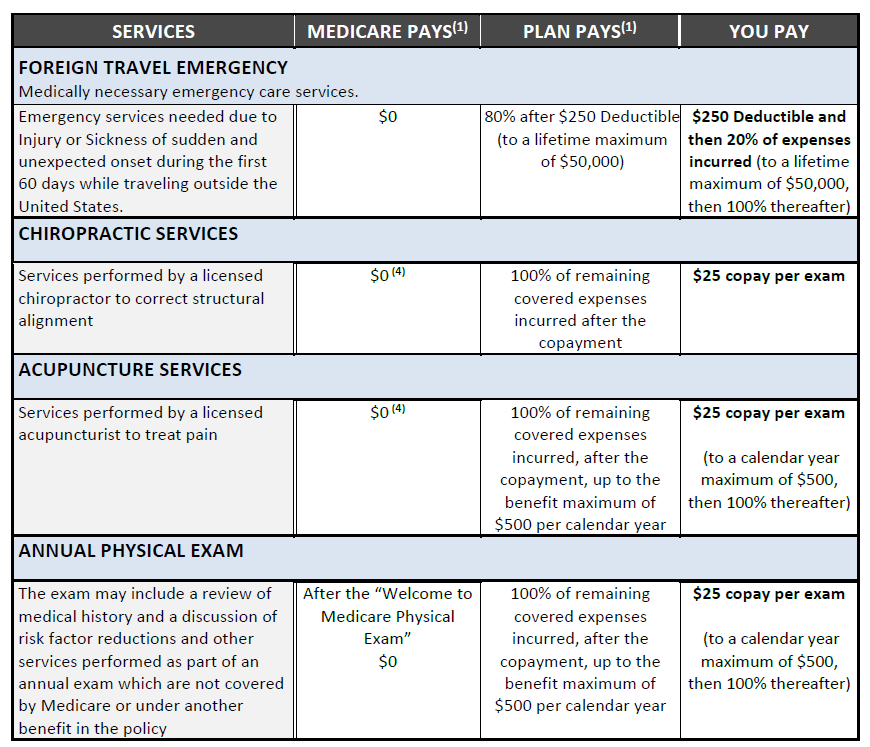 SERVICES
MEDICARE PAYS(1)
PLAN PAYS(1)
YOU PAY
FOREIGN TRAVEL EMERGENCY
Medically necessary emergency care services.
Emergency services needed due to
Injury or Sickness of sudden and
unexpected onset during the first
60 days while traveling outside the
United States.
$0
80% after $250 Deductible
(to a lifetime maximum
of $50,000)
$250 Deductible and
then 20% of expenses
incurred (to a lifetime
maximum of $50,000,
then 100% thereafter)
CHIROPRACTIC SERVICES
Services performed by a licensed
chiropractor to correct structural
alignment
$0 (4)
100% of remaining
covered expenses
incurred after the
copayment
$25 copay per exam
ACUPUNCTURE SERVICES
Services performed by a licensed
acupuncturist to treat pain
$0 (4)
100% of remaining
covered expenses
incurred, after the
copayment, up to the
benefit maximum of
$500 per calendar year
$25 copay per exam
(to a calendar year
maximum of $500,
then 100% thereafter)
ANNUAL PHYSICAL EXAM
The exam may include a review of
medical history and a discussion of
risk factor reductions and other
services performed as part of an
annual exam which are not covered
by Medicare or under another
benefit in the policy
After the “Welcome to
Medicare Physical
Exam”
$0
100% of remaining
covered expenses
incurred, after the
copayment, up to the
benefit maximum of
$500 per calendar year
$25 copay per exam
(to a calendar year
maximum of $500,
then 100% thereafter)